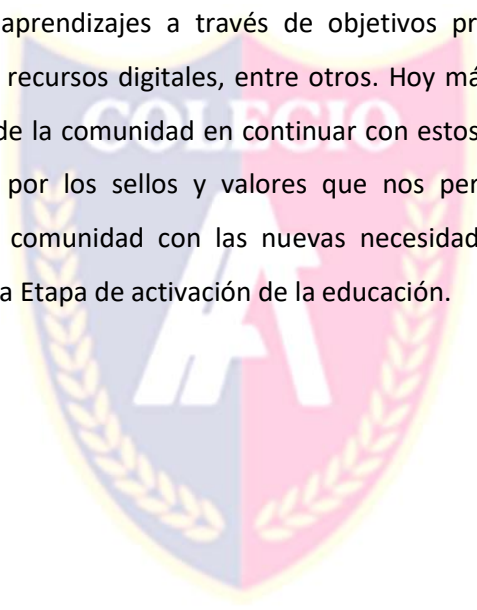 aprendizajes a través de objetivos pr
recursos digitales, entre otros. Hoy má
de la comunidad en continuar con estos
por los sellos y valores que nos per
comunidad con las nuevas necesidad
a Etapa de activación de la educación.
COLEGIO